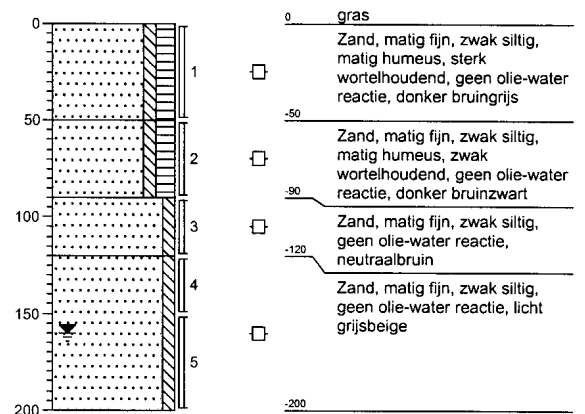 0
50
100
150
200
1
2
3
4
5
0 gras
Zand, matig fijn, zwak siltig,
matig humeus, sterk
wortelhoudend, geen olie-water
reactie, donker bruingrijs
-50
Zand, matig fijn, zwak siltig,
matig humeus, zwak
wortelhoudend, geen olie-water
reactie, donker bruinzwart
-90
Zand, matig fijn, zwak siltig,
geen olie-water reactie,
neutraalbruin
-120
Zand, matig fijn, zwak siltig,
geen olie-water reactie, licht
grijsbeige
-200